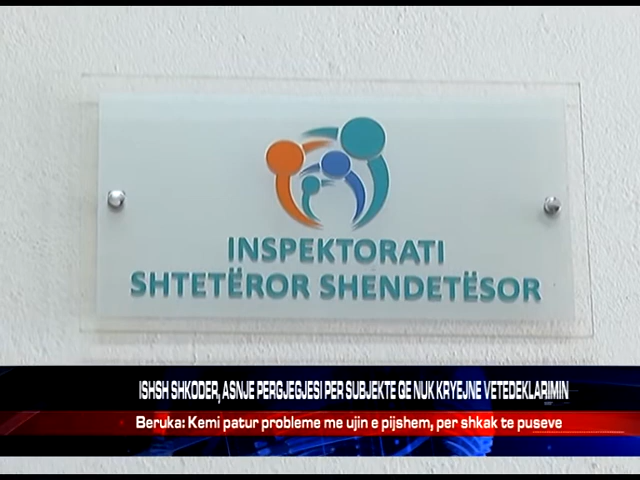 INSPEKTORATI
SHTETËROR SHENDETËSOR
ISHSH SHKODER, ASNJE PERGJEGJESI PER SUBJEKTE QE NUK KRYEJNE VETEDEKLARIMIN
Beruka: Kemi patur probleme me ujin e pijshem, per shkak te puseve